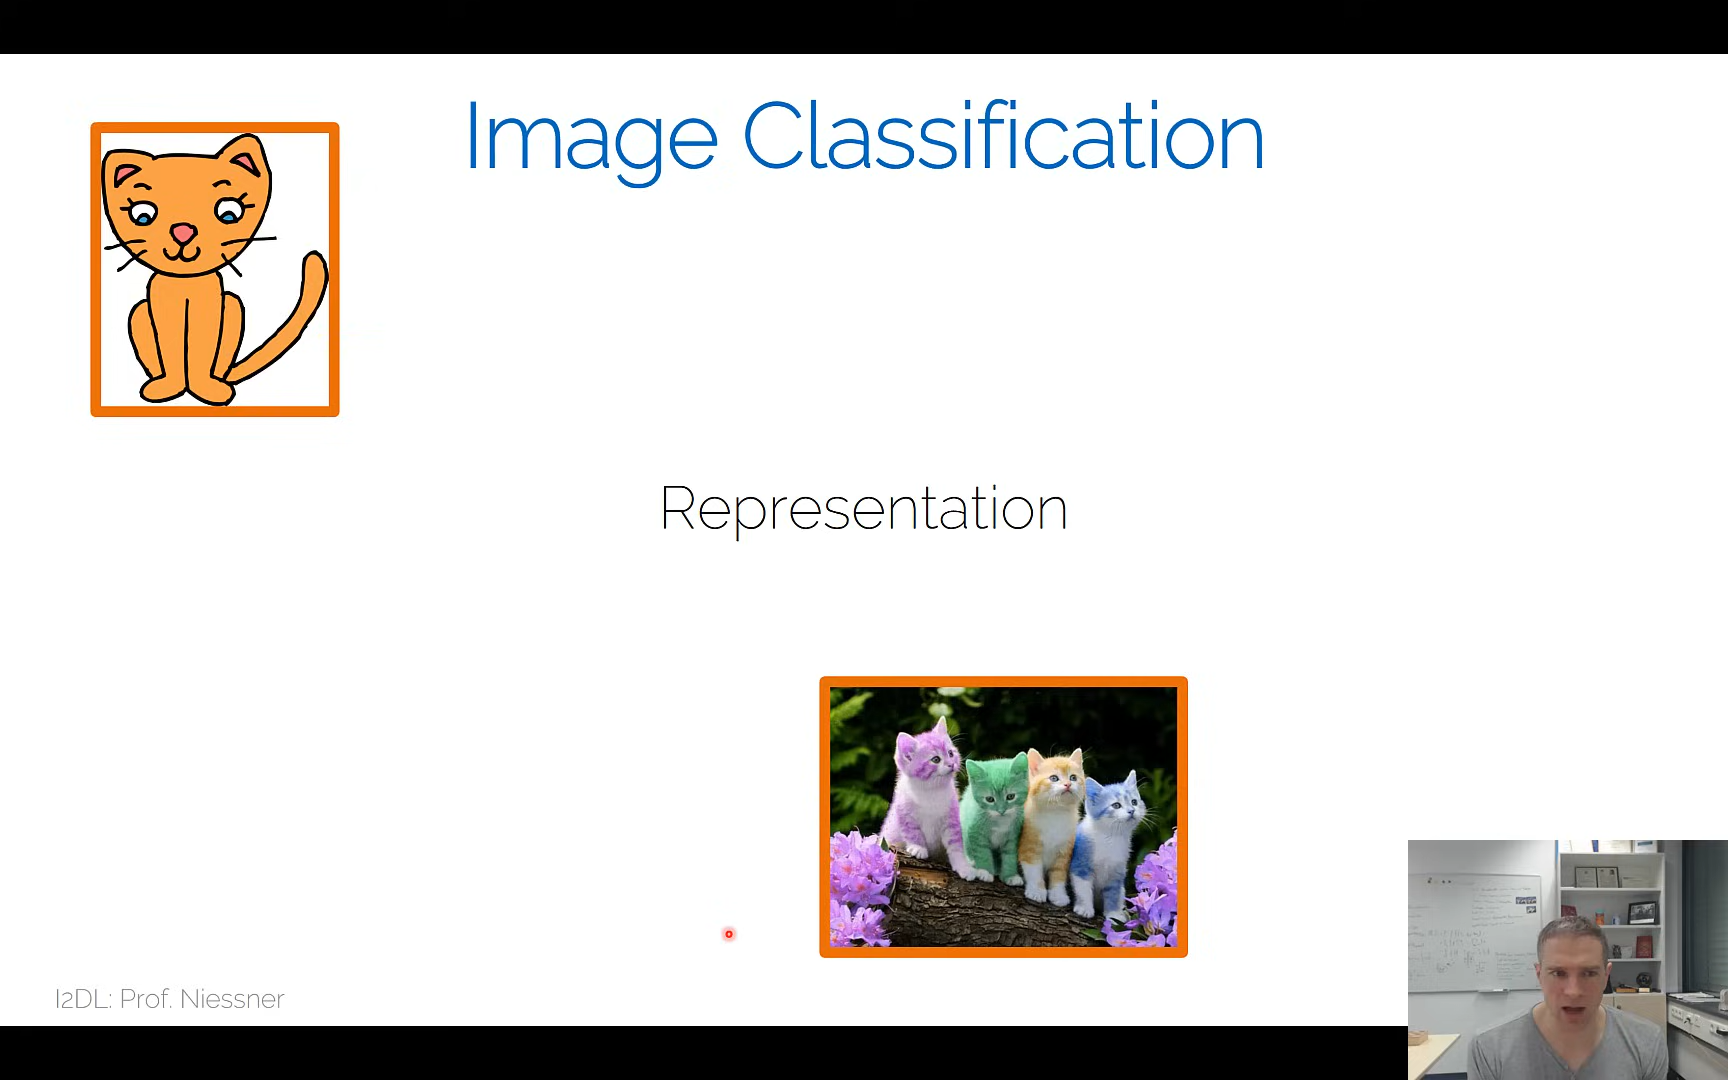 Image Classification
Representation
I2DL: Prof. Niessner